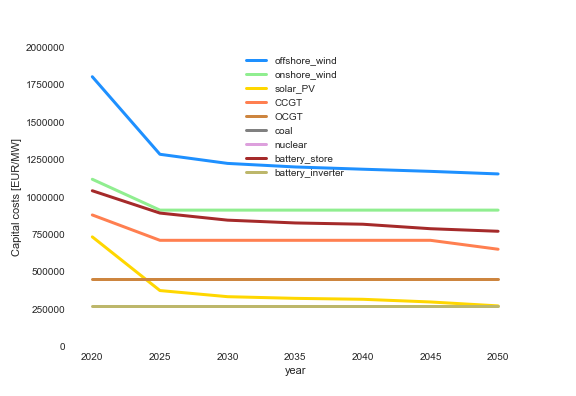 2000000
1750000
1500000
1250000
1000000
750000
500000
250000
0
Capital costs [EUR/MW]
offshore_wind
onshore_wind
solar_PV
CCGT
OCGT
coal
nuclear
battery_store
battery_inverter
2020 2025 2030 2035 2040 2045 2050
year